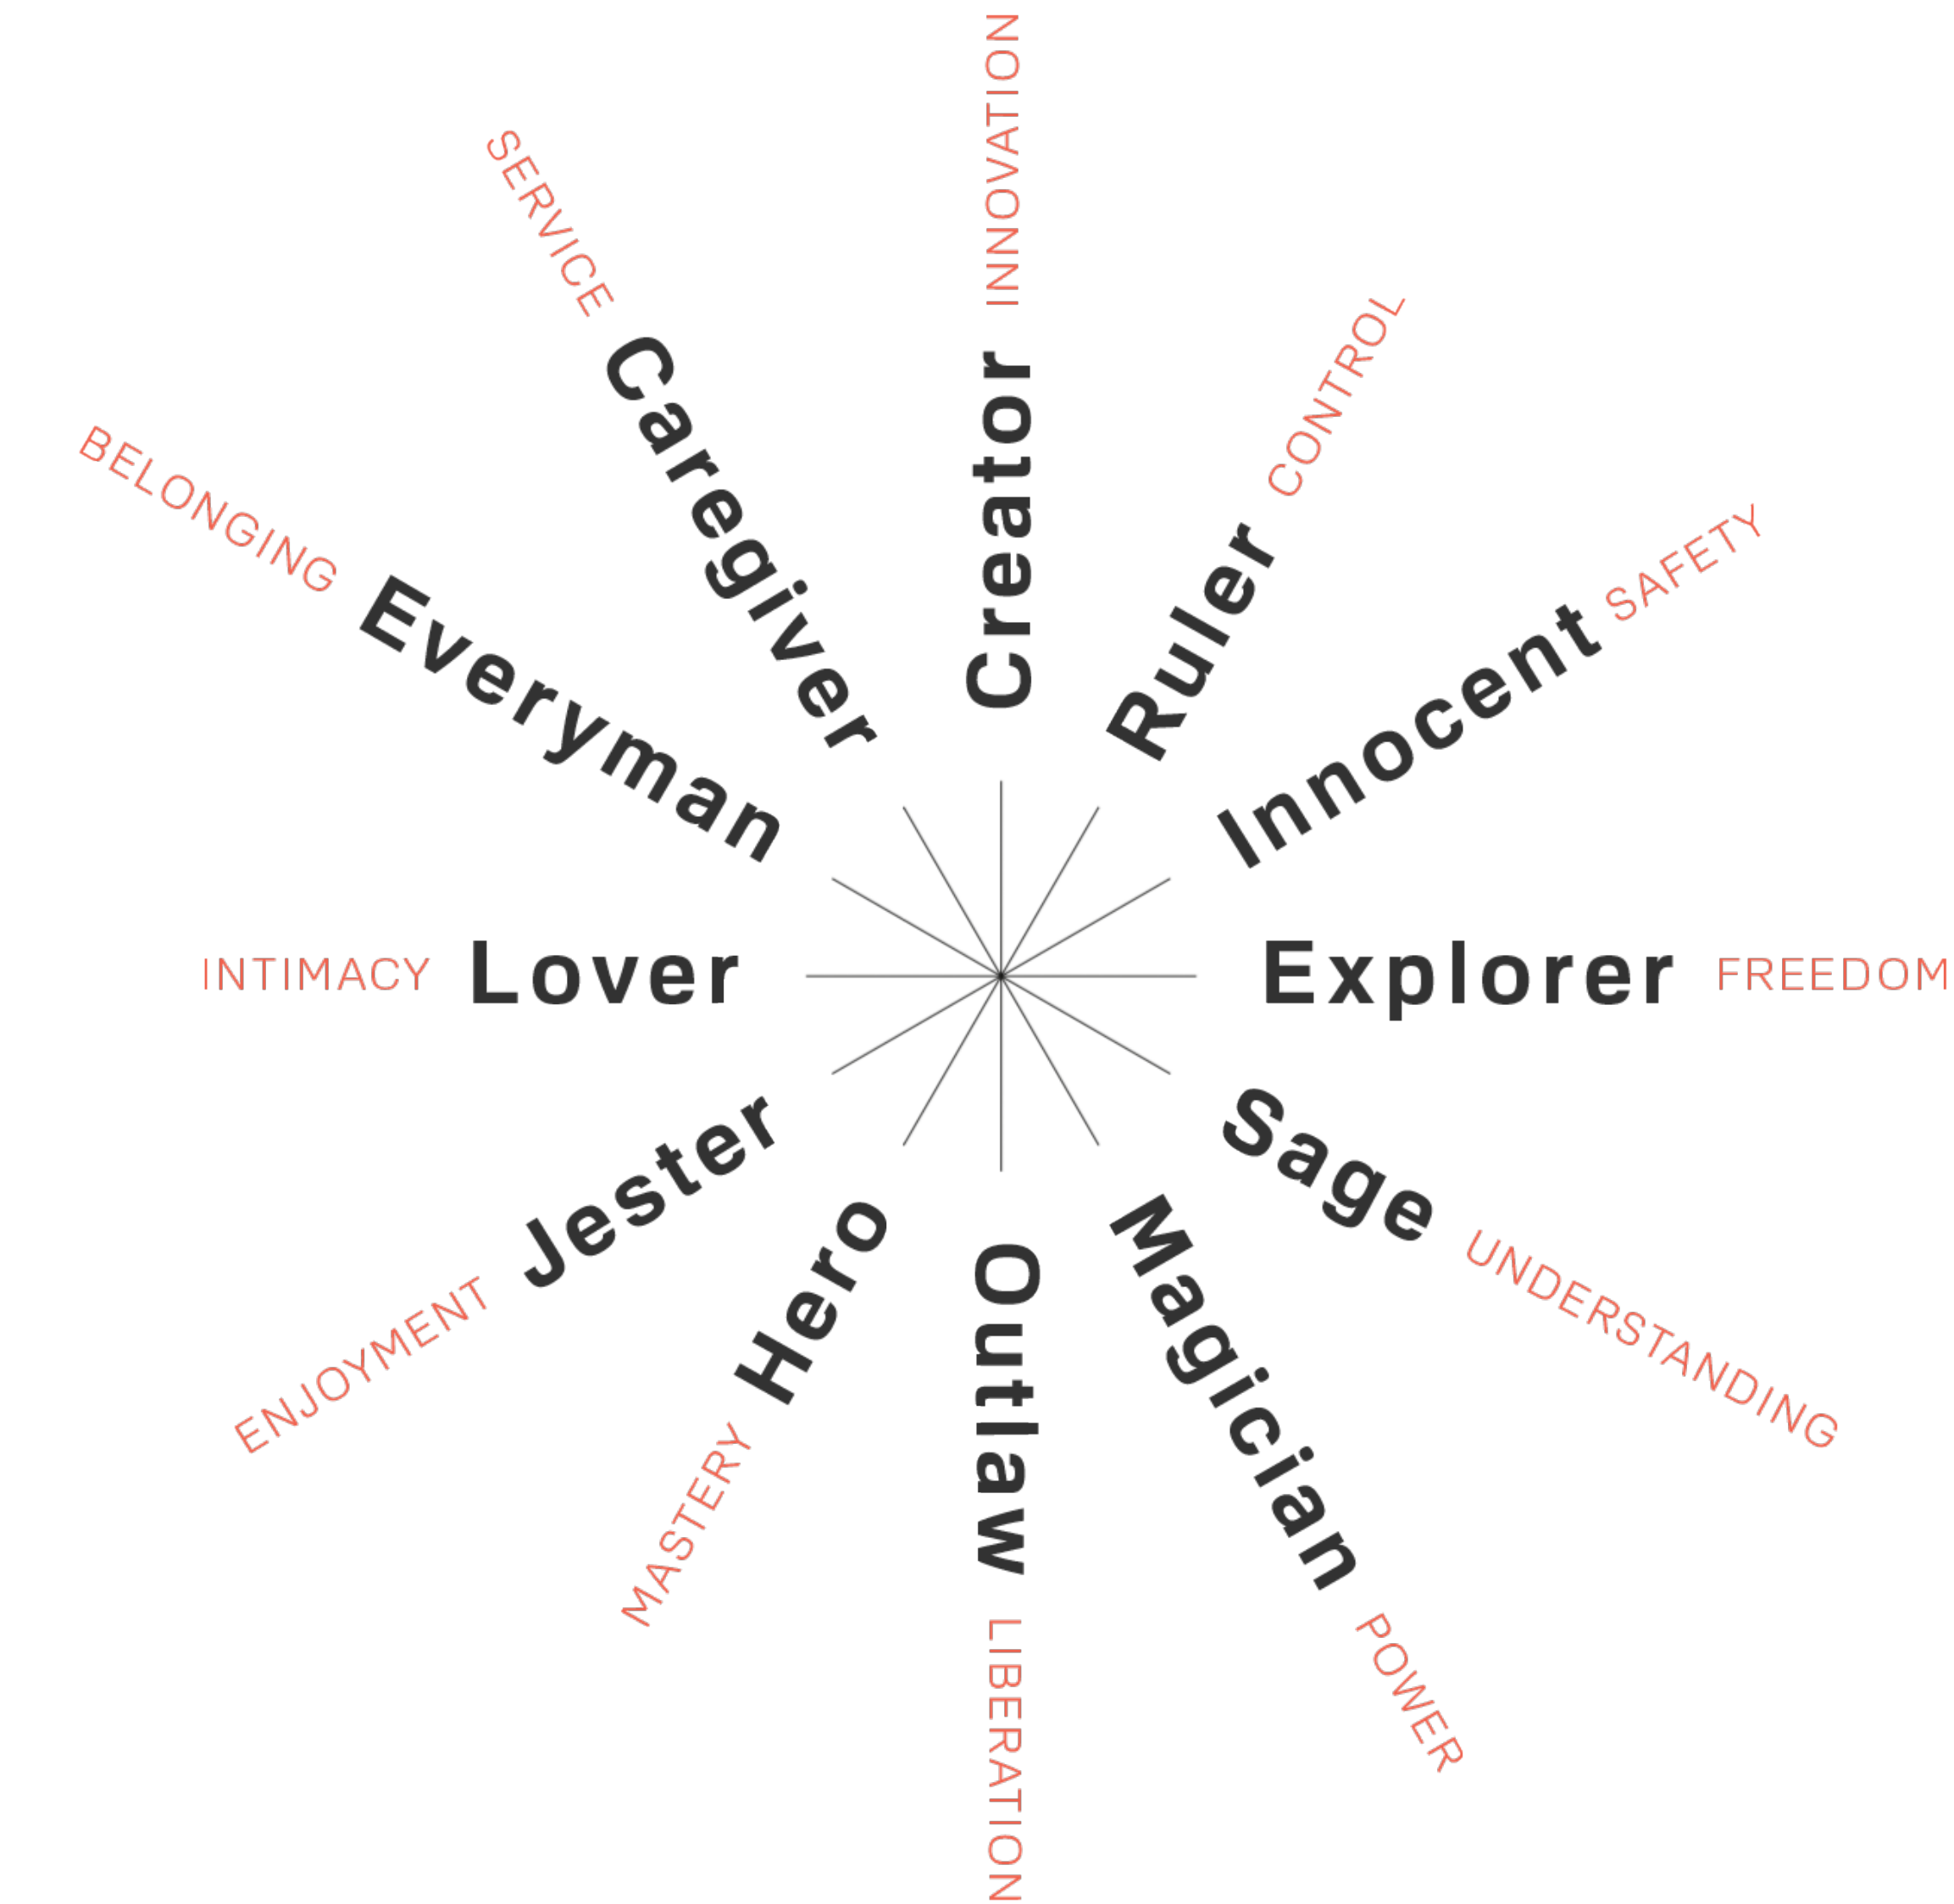 INNOVATION
Creator
CONTROL
Ruler
SAFETY
Innocent
Explorer FREEDOM
Sage UNDERSTANDING
Magician POWER
Outlaw LIBERATION
Hero
MASTERY
Jester
ENJOYMENT
INTIMACY Lover
BELONGING Everyman
SERVICE Caregiver